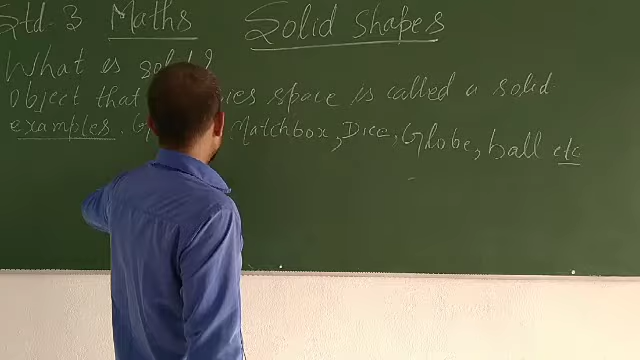 Std. 3 Maths Solid Shapes
What is solid?
Object that ies space is called a solid
examples. Matchbox, Dice, Globe, ball etc